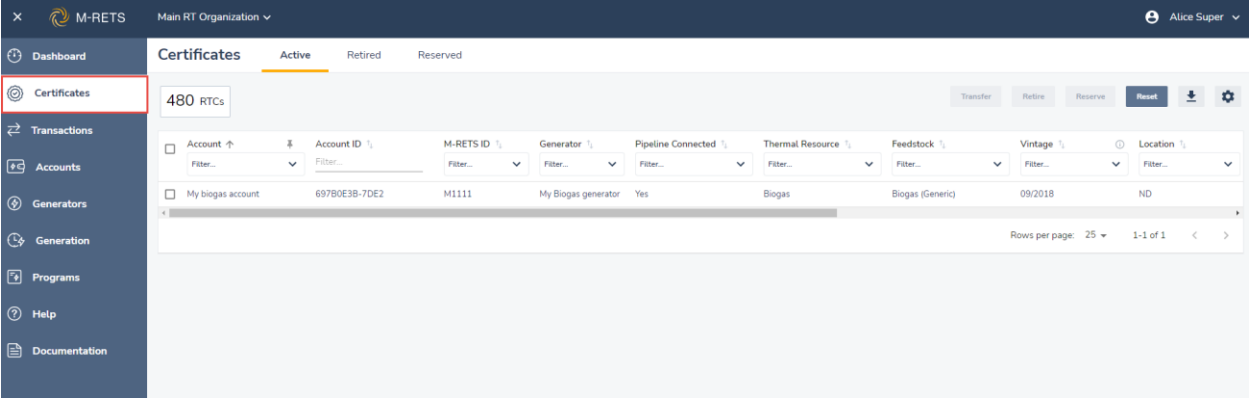 M-RETS
Main RT Organization
Alice Super
Dashboard
Certificates
Transactions
Accounts
Generators
Generation
Programs
Help
Documentation
Certificates Active Retired Reserved
480 RTCs
Transfer Retire Reserve Reset
Account Account ID M-RETS ID Generator Pipeline Connected Thermal Resource Feedstock Vintage Location
Filter... Filter... Filter... Filter... Filter... Filter... Filter... Filter... Filter...
My biogas account 697B0E3B-7DE2 M1111 My Biogas generator Yes Biogas Biogas (Generic) 09/2018 ND
Rows per page: 25 1-1 of 1